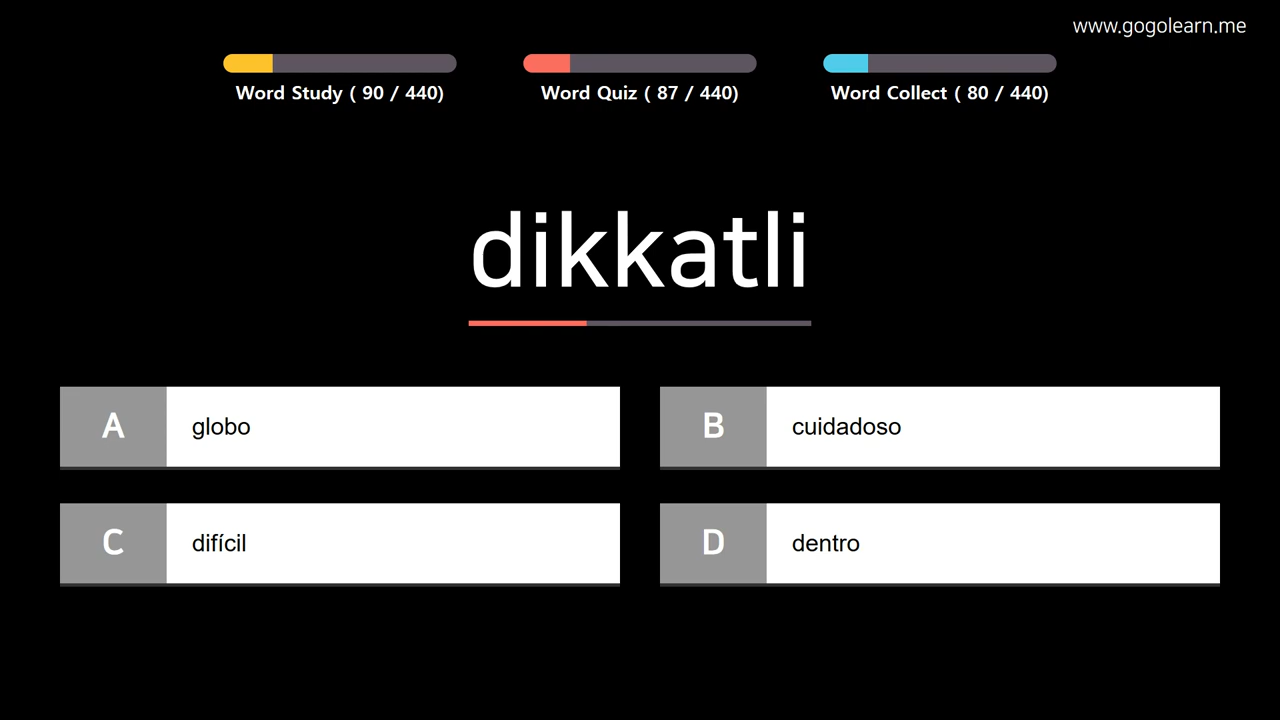 www.gogolearn.me
Word Study ( 90 / 440)
Word Quiz ( 87 / 440)
Word Collect ( 80 / 440)
dikkatli
A globo
B cuidadoso
C difícil
D dentro